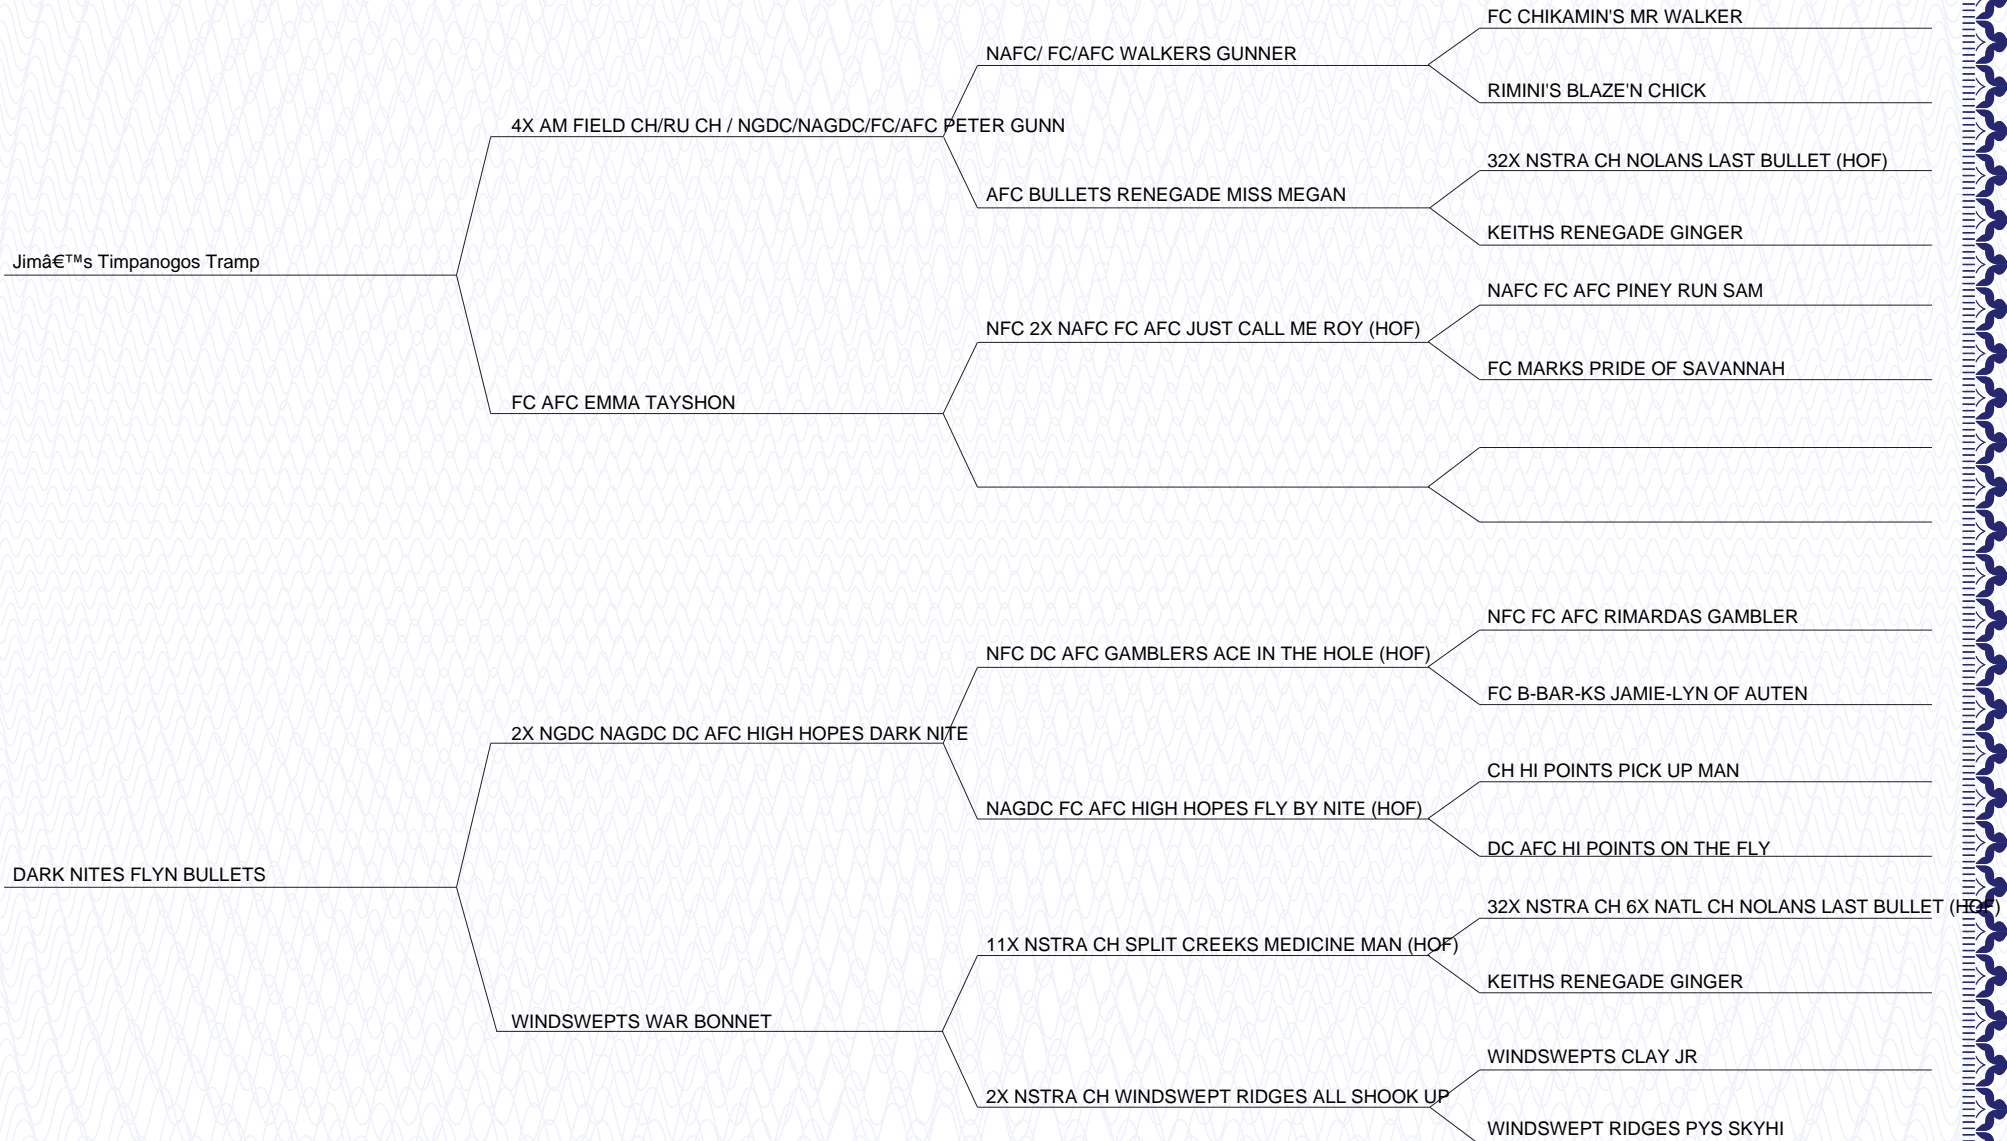 FC CHIKAMIN'S MR WALKER
NAFC/ FC/AFC WALKERS GUNNER
RIMINI'S BLAZE'N CHICK
4X AM FIELD CH/RU CH / NGDC/NAGDC/FC/AFC PETER GUNN
32X NSTRA CH NOLANS LAST BULLET (HOF)
AFC BULLETS RENEGADE MISS MEGAN
KEITHS RENEGADE GINGER
Jimâ€™s Timpanogos Tramp
NAFC FC AFC PINEY RUN SAM
NFC 2X NAFC FC AFC JUST CALL ME ROY (HOF)
FC MARKS PRIDE OF SAVANNAH
FC AFC EMMA TAYSHON
NFC FC AFC RIMARDAS GAMBLER
NFC DC AFC GAMBLERS ACE IN THE HOLE (HOF)
FC B-BAR-KS JAMIE-LYN OF AUTEN
2X NGDC NAGDC DC AFC HIGH HOPES DARK NITE
CH HI POINTS PICK UP MAN
NAGDC FC AFC HIGH HOPES FLY BY NITE (HOF)
DC AFC HI POINTS ON THE FLY
DARK NITES FLYN BULLETS
32X NSTRA CH 6X NATL CH NOLANS LAST BULLET (HOF)
11X NSTRA CH SPLIT CREEKS MEDICINE MAN (HOF)
KEITHS RENEGADE GINGER
WINDSWEPTS WAR BONNET
WINDSWEPTS CLAY JR
2X NSTRA CH WINDSWEPT RIDGES ALL SHOOK UP
WINDSWEPT RIDGES PYS SKYHI